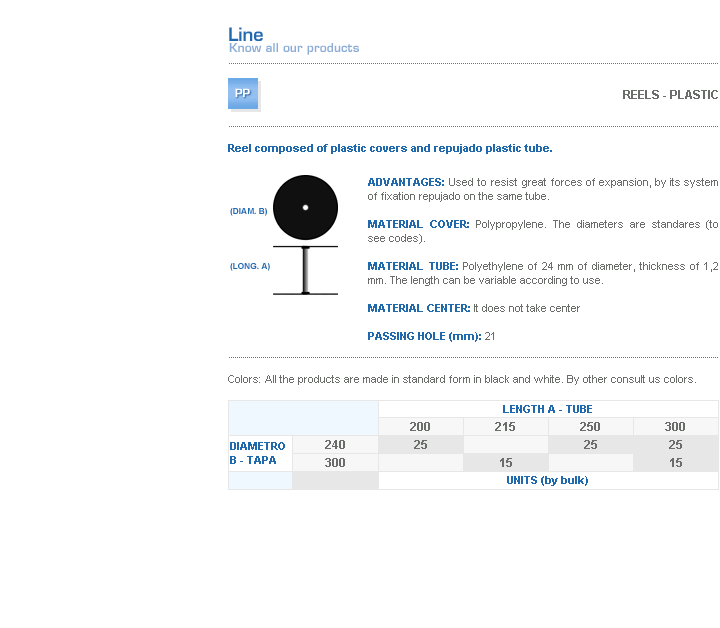 Line
Know all our products
PP
REELS - PLASTIC
Reel composed of plastic covers and repujado plastic tube.
(DIAM. B)
(LONG. A)
ADVANTAGES: Used to resist great forces of expansion, by its system
of fixation repujado on the same tube.
MATERIAL COVER: Polypropylene. The diameters are standares (to
see codes).
MATERIAL TUBE: Polyethylene of 24 mm of diameter, thickness of 1,2
mm. The length can be variable according to use.
MATERIAL CENTER: It does not take center
PASSING HOLE (mm): 21
Colors: All the products are made in standard form in black and white. By other consult us colors.
LENGTH A - TUBE
200 215 250 300
DIAMETRO
B - TAPA
240 25 25 25
300 15 15
UNITS (by bulk)